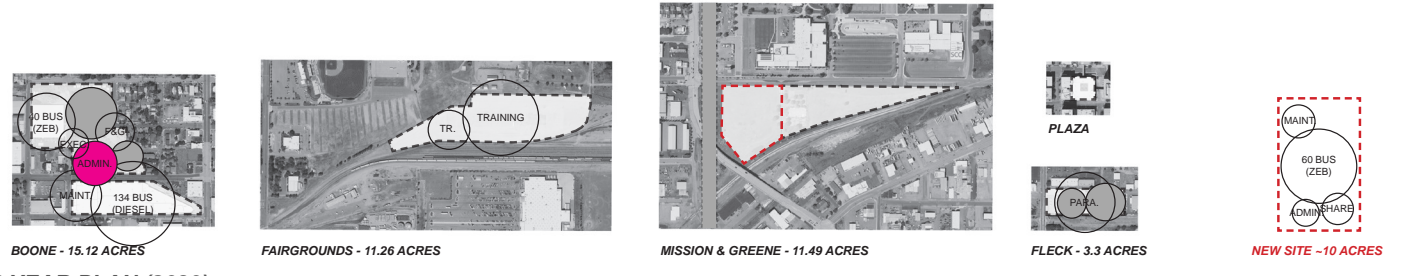 40 BUS
(ZEB)
F&G
EXEC
ADMIN.
MAINT.
134 BUS
(DIESEL)
BOONE - 15.12 ACRES
TR.
TRAINING
FAIRGROUNDS - 11.26 ACRES
MISSION & GREENE - 11.49 ACRES
PLAZA
PARA.
FLECK - 3.3 ACRES
MAINT.
60 BUS
(ZEB)
ADMIN
SHARE
NEW SITE ~10 ACRES